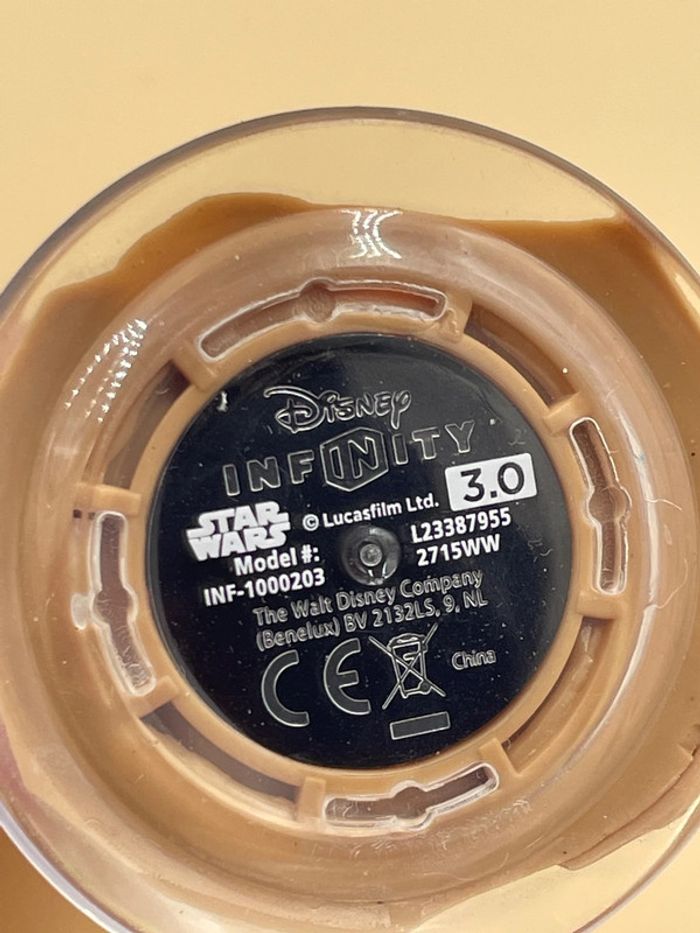 Disney
INFINITY
3.0
STAR WARS
© Lucasfilm Ltd.
L23387955
Model #:
2715WW
INF-1000203
The Walt Disney Company
(Benelux) BV 2132LS, 9, NL
CE
China